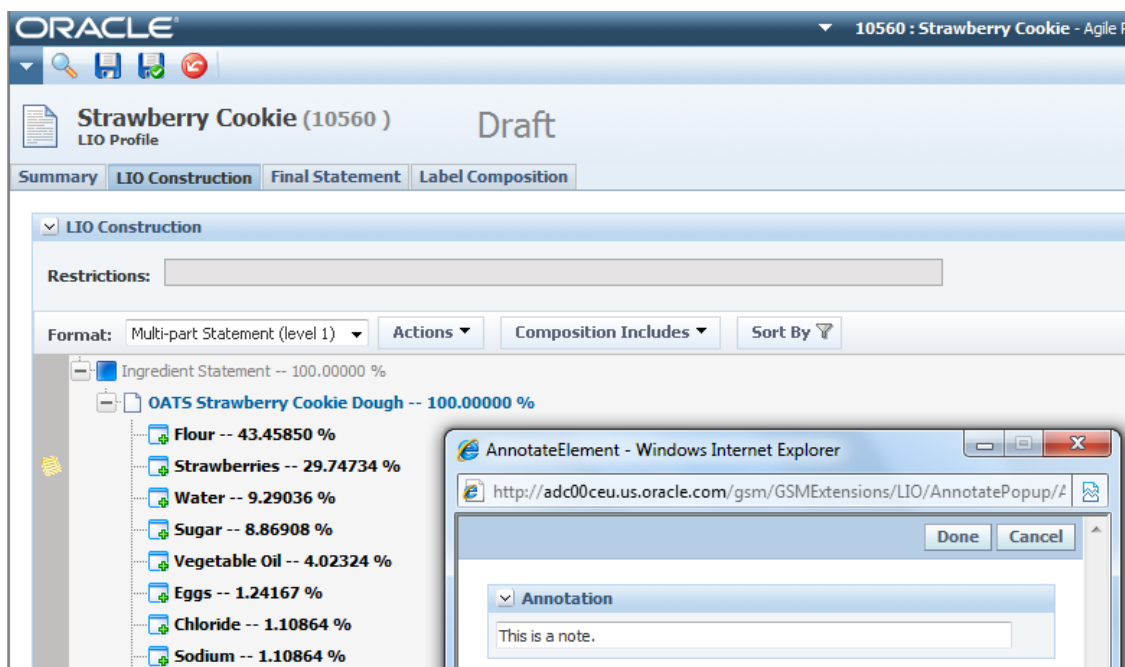 ORACLE®
10560 : Strawberry Cookie - Agile P
Strawberry Cookie (10560 )
Draft
LIO Profile
Summary LIO Construction Final Statement Label Composition
LIO Construction
Restrictions:
Format: Multi-part Statement (level 1) Actions Composition Includes Sort By
Ingredient Statement -- 100.00000 %
OATS Strawberry Cookie Dough -- 100.00000 %
Flour -- 43.45850 %
Strawberries -- 29.74734 %
Water -- 9.29036 %
Sugar -- 8.86908 %
Vegetable Oil -- 4.02324 %
Eggs -- 1.24167 %
Chloride -- 1.10864 %
Sodium -- 1.10864 %
AnnotateElement - Windows Internet Explorer
http://adc00ceu.us.oracle.com/gsm/GSMExtensions/LIO/AnnotatePopup/A
Done Cancel
Annotation
This is a note.